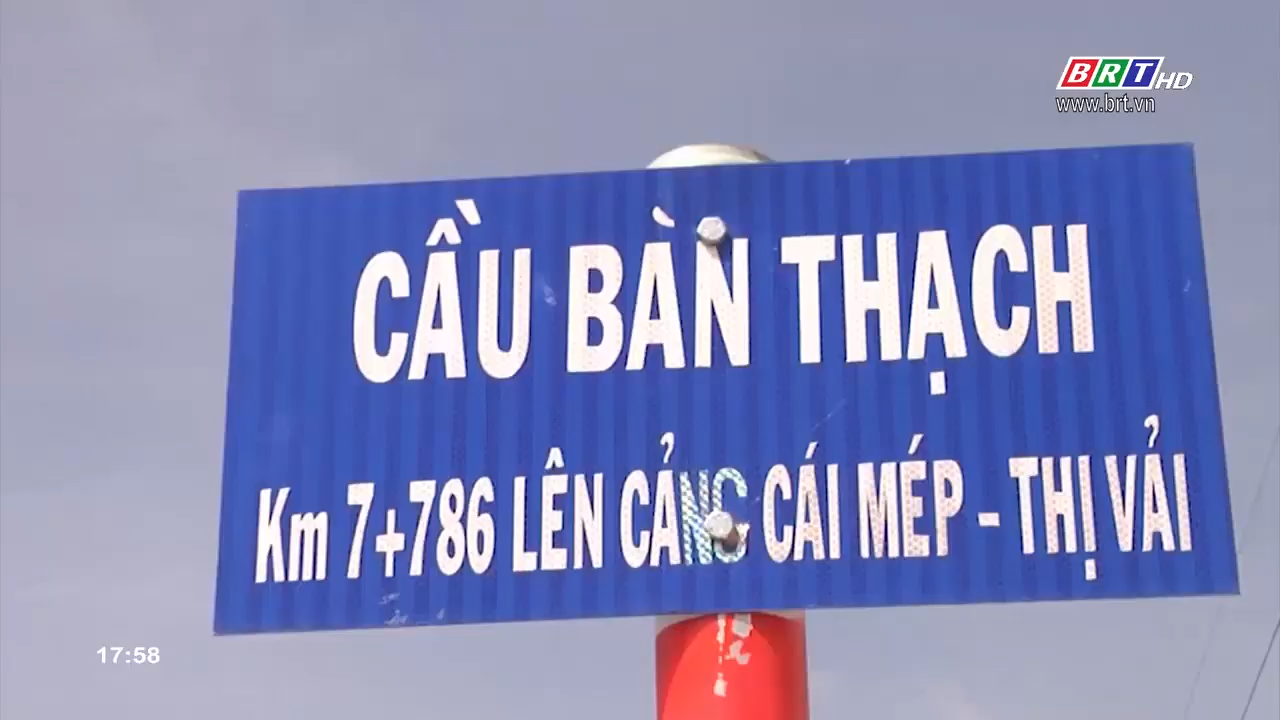 BRT HD
www.brt.vn
CẦU BÀN THẠCH
Km 7+786 LÊN CẢNG CÁI MÉP - THỊ VẢI
17:58